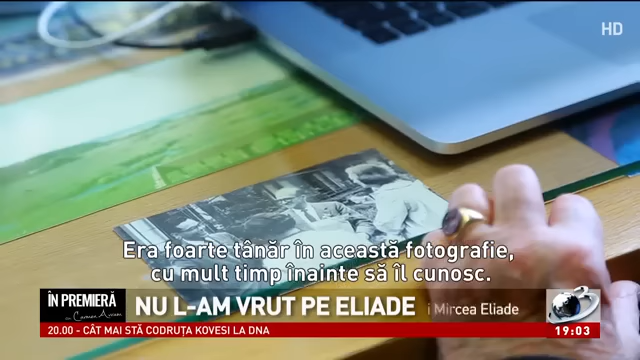 HD
Era foarte tânăr în această fotografie,
cu mult timp înainte să îl cunosc.
ÎN PREMIERĂ
cu Carmen Avram
NU L-AM VRUT PE ELIADE
i Mircea Eliade
20.00 - CÂT MAI STĂ CODRUȚA KOVESI LA DNA
19:03